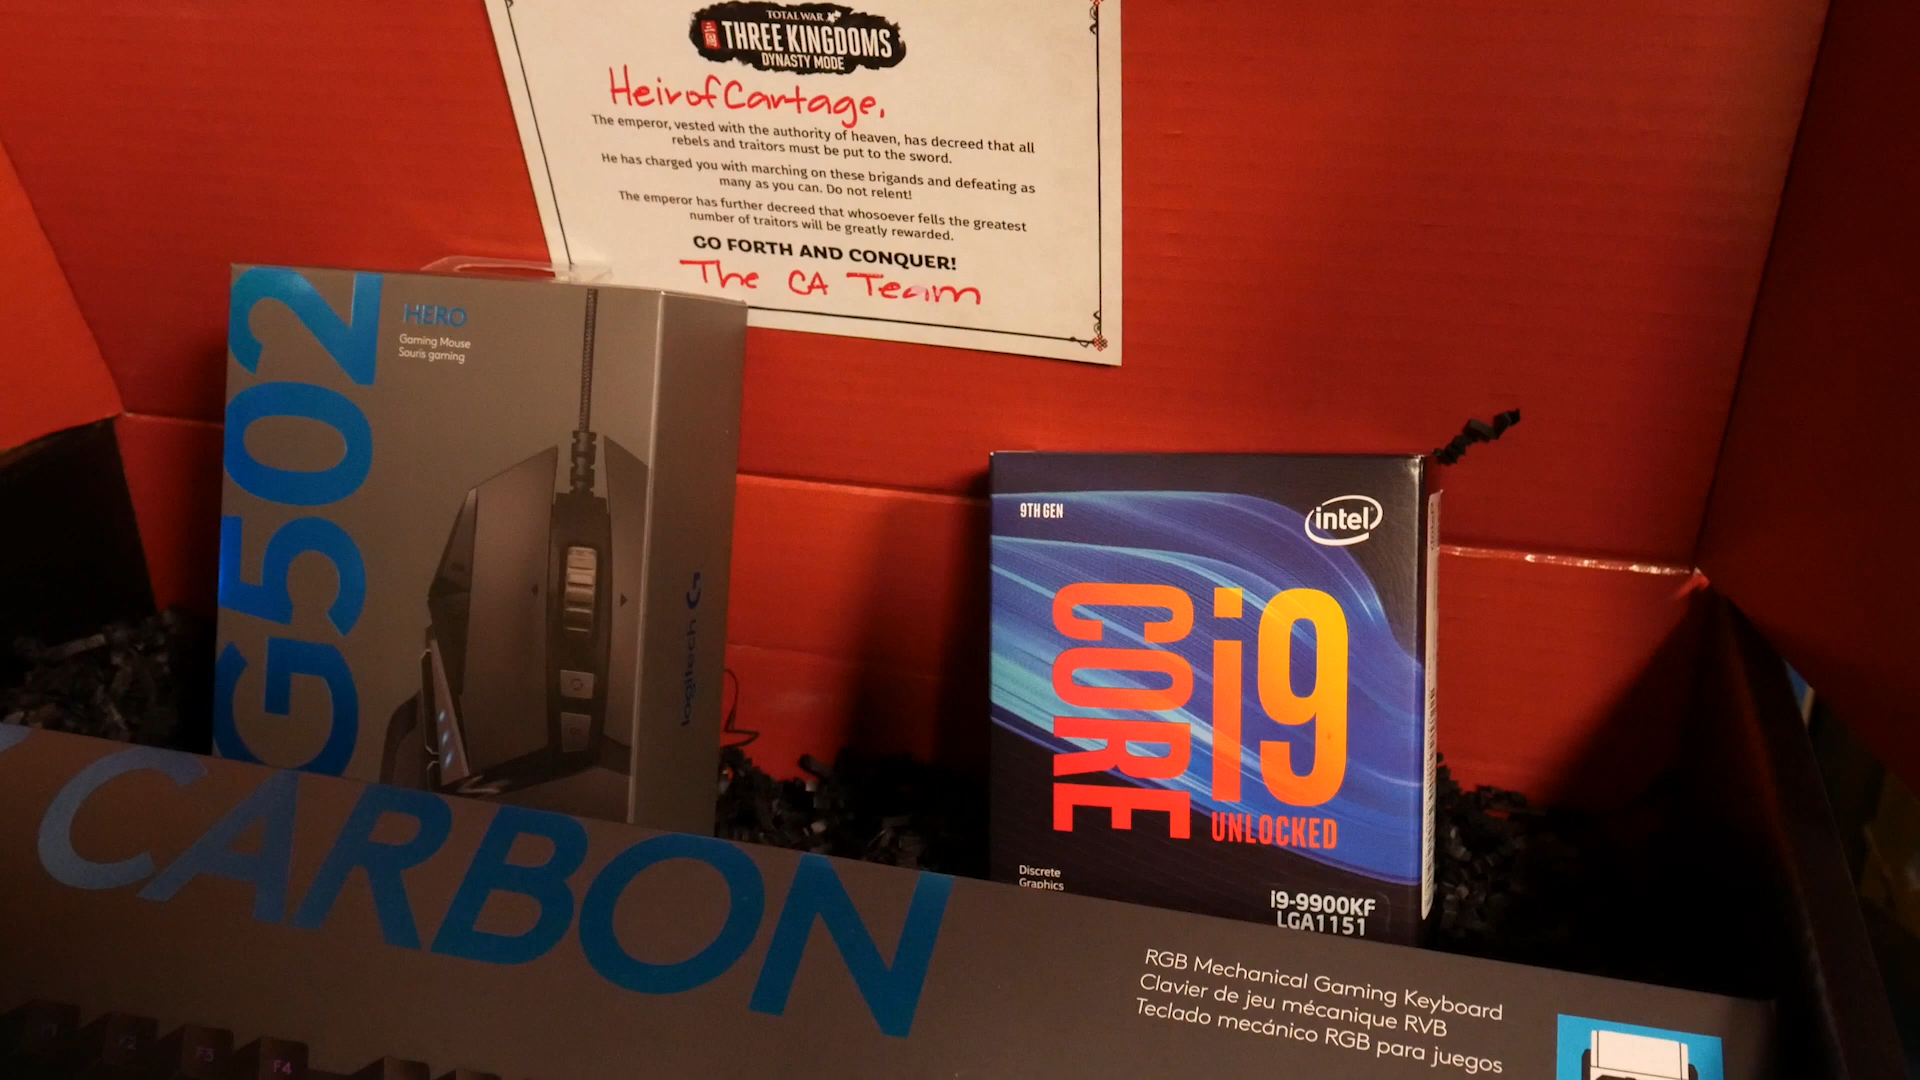 TOTAL WAR
THREE KINGDOMS
DYNASTY MODE
HeirofCartage,
The emperor, vested with the authority of heaven, has decreed that all
rebels and traitors must be put to the sword.
He has charged you with marching on these brigands and defeating as
many as you can. Do not relent!
The emperor has further decreed that whosoever fells the greatest
number of traitors will be greatly rewarded.
GO FORTH AND CONQUER!
The CA Team
G502
HERO
Gaming Mouse
Souris gaming
logitech G
9TH GEN
intel
CORE
i9
UNLOCKED
Discrete
Graphics
i9-9900KF
LGA1151
CARBON
RGB Mechanical Gaming Keyboard
Clavier de jeu mécanique RVB
Teclado mecánico RGB para juegos
F2
F3
F4